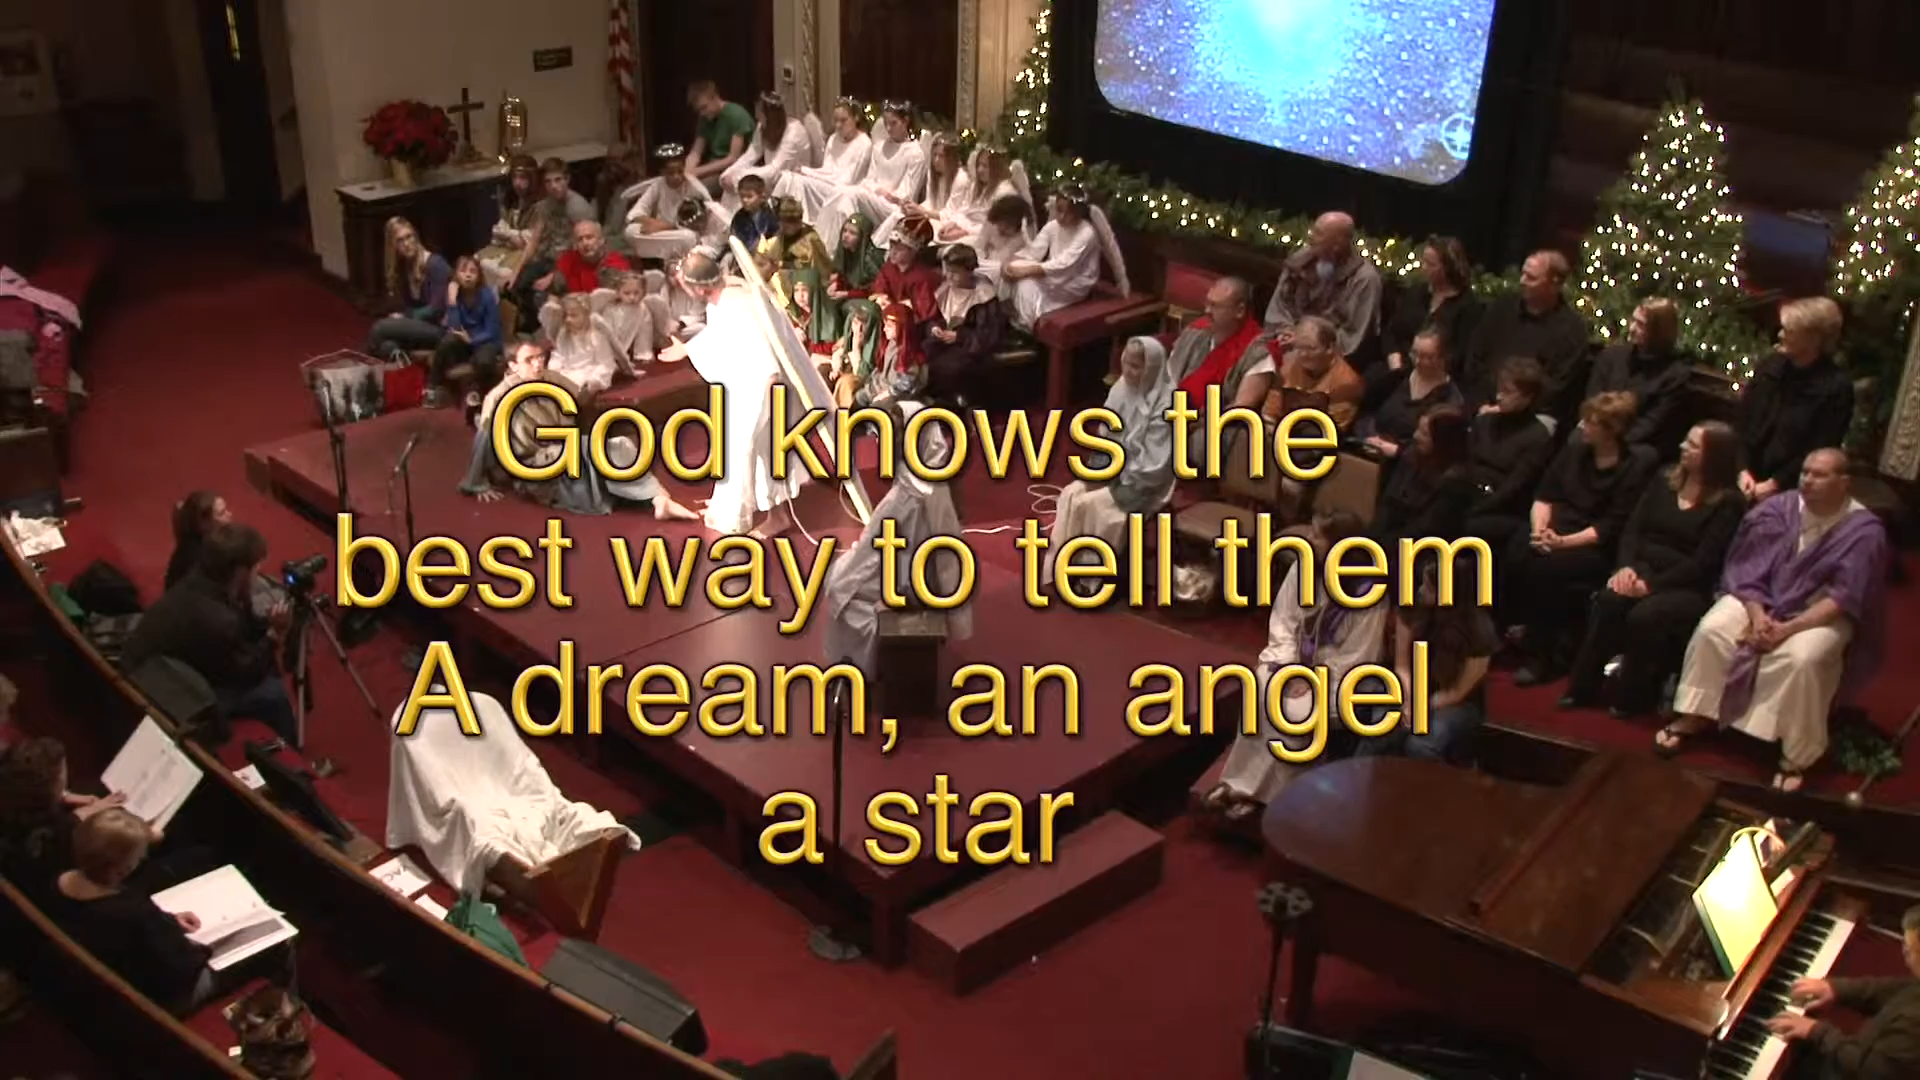 God knows the
best way to tell them
A dream, an angel
a star